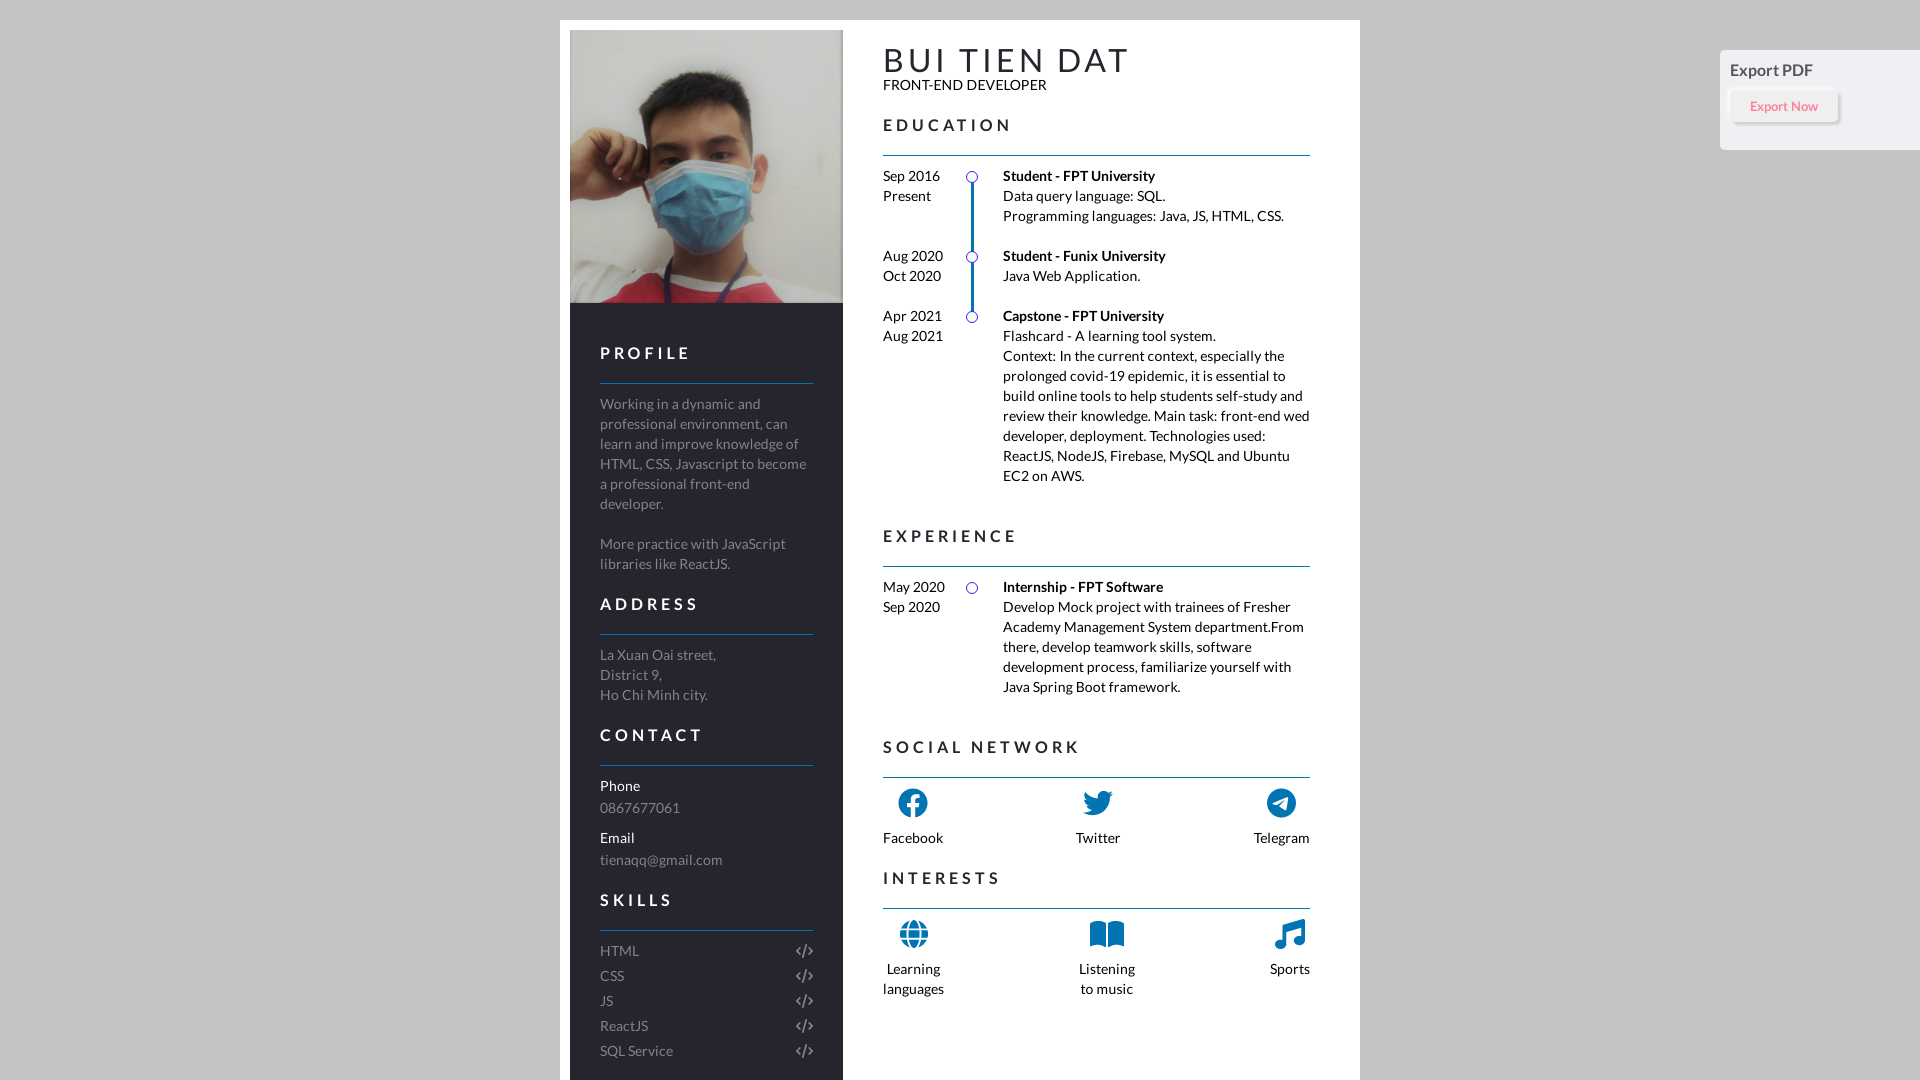 PROFILE
Working in a dynamic and
professional environment, can
learn and improve knowledge of
HTML, CSS, Javascript to become
a professional front-end
developer.
More practice with JavaScript
libraries like ReactJS.
ADDRESS
La Xuan Oai street,
District 9,
Ho Chi Minh city.
CONTACT
Phone
0867677061
Email
tienaqq@gmail.com
SKILLS
HTML
CSS
JS
ReactJS
SQL Service
BUI TIEN DAT
FRONT-END DEVELOPER
EDUCATION
Sep 2016
Present
Student - FPT University
Data query language: SQL.
Programming languages: Java, JS, HTML, CSS.
Aug 2020
Oct 2020
Student - Funix University
Java Web Application.
Apr 2021
Aug 2021
Capstone - FPT University
Flashcard - A learning tool system.
Context: In the current context, especially the
prolonged covid-19 epidemic, it is essential to
build online tools to help students self-study and
review their knowledge. Main task: front-end wed
developer, deployment. Technologies used:
ReactJS, NodeJS, Firebase, MySQL and Ubuntu
EC2 on AWS.
EXPERIENCE
May 2020
Sep 2020
Internship - FPT Software
Develop Mock project with trainees of Fresher
Academy Management System department.From
there, develop teamwork skills, software
development process, familiarize yourself with
Java Spring Boot framework.
SOCIAL NETWORK
Facebook
Twitter
Telegram
INTERESTS
Learning
languages
Listening
to music
Sports
Export PDF
Export Now